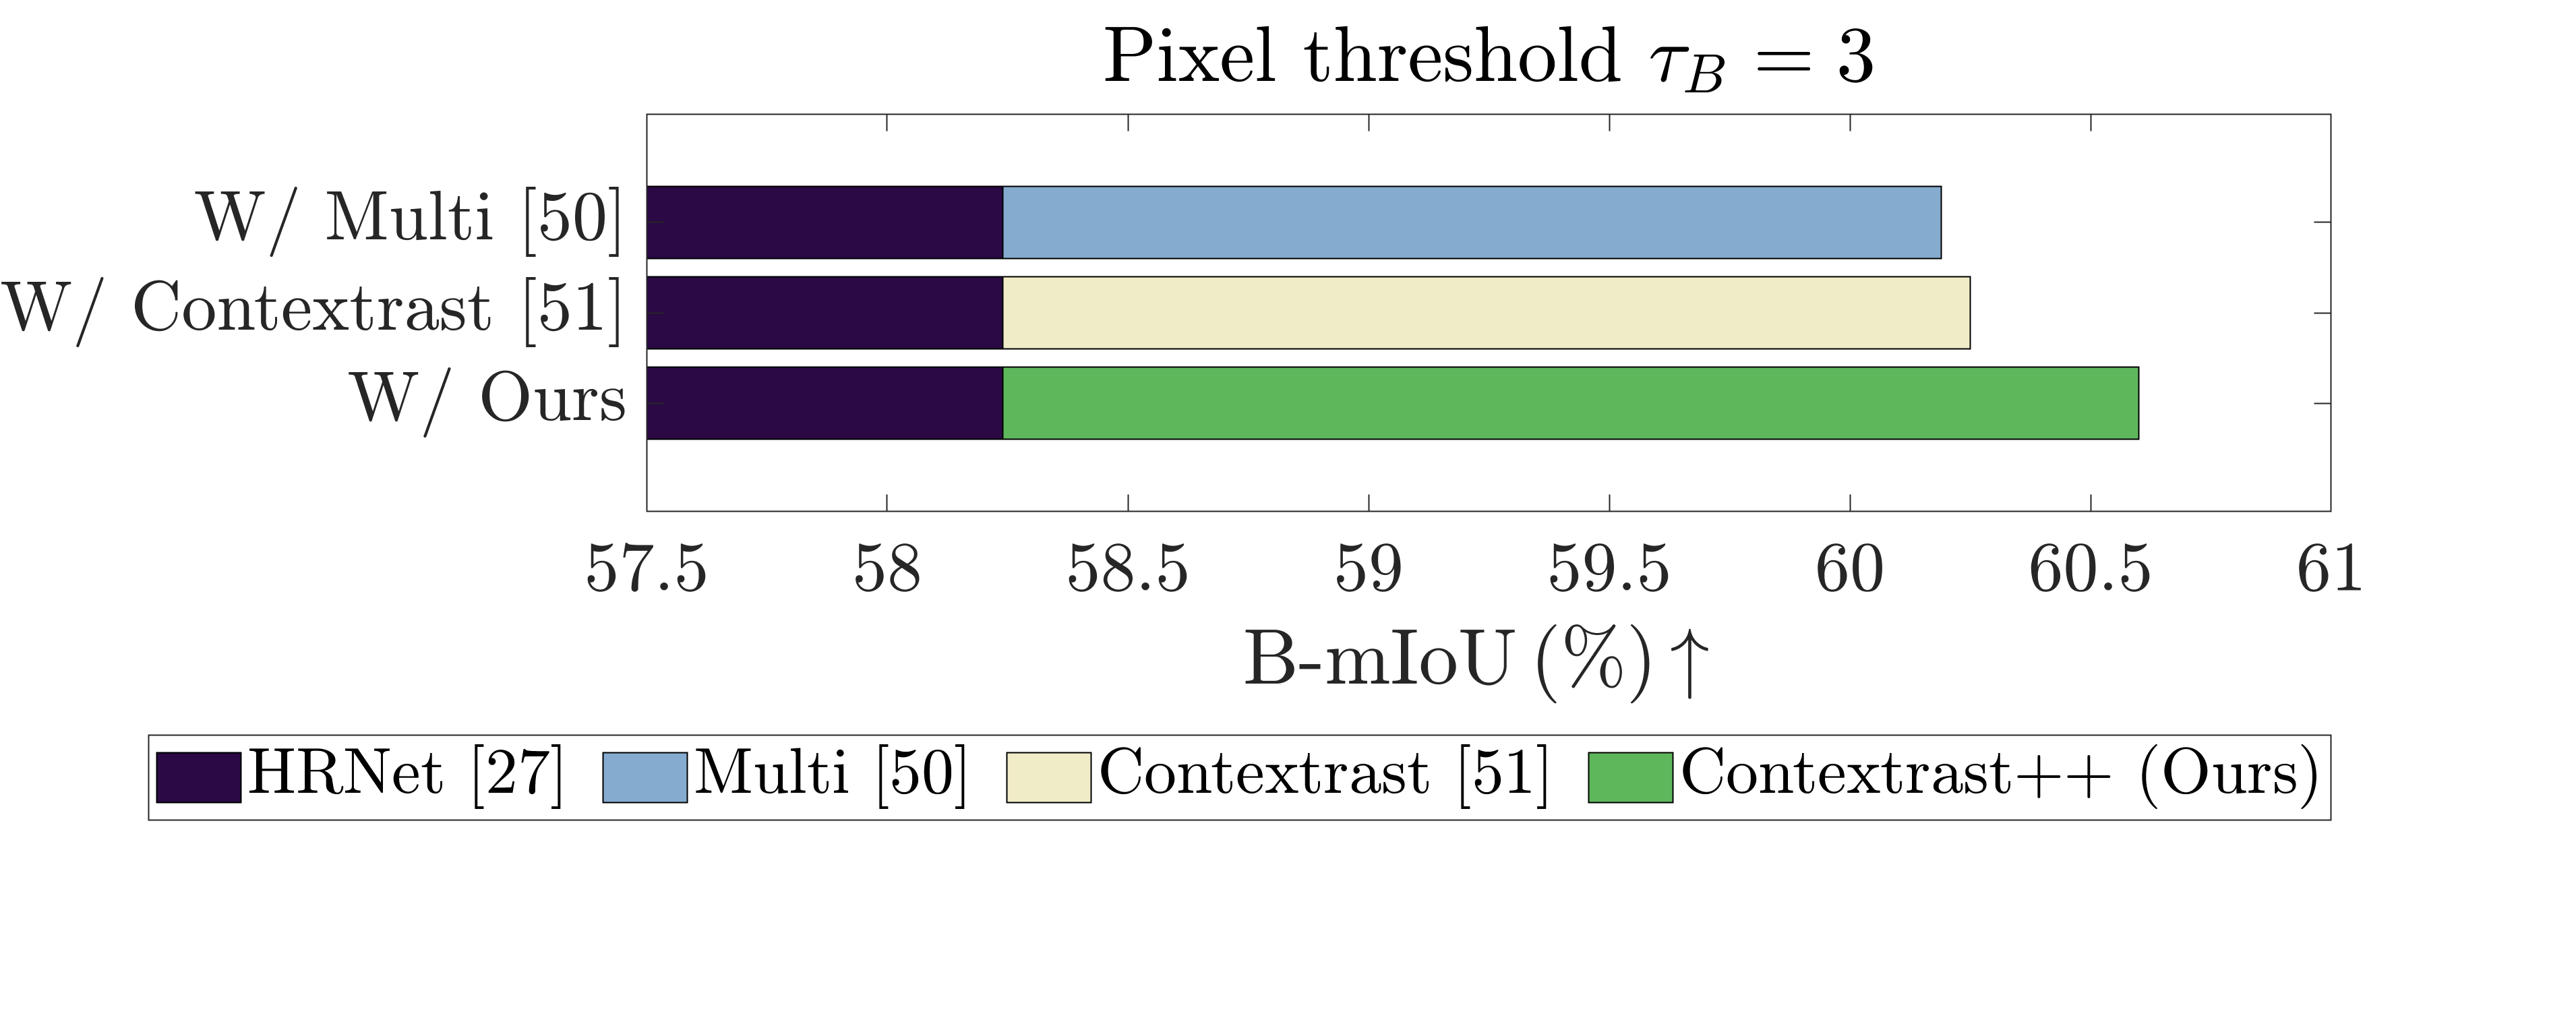 Pixel threshold τ_B = 3
W/ Multi [50]
W/ Contextrast [51]
W/ Ours
57.5 58 58.5 59 59.5 60 60.5 61
B-mIoU (%) ↑
HRNet [27] Multi [50] Contextrast [51] Contextrast++ (Ours)